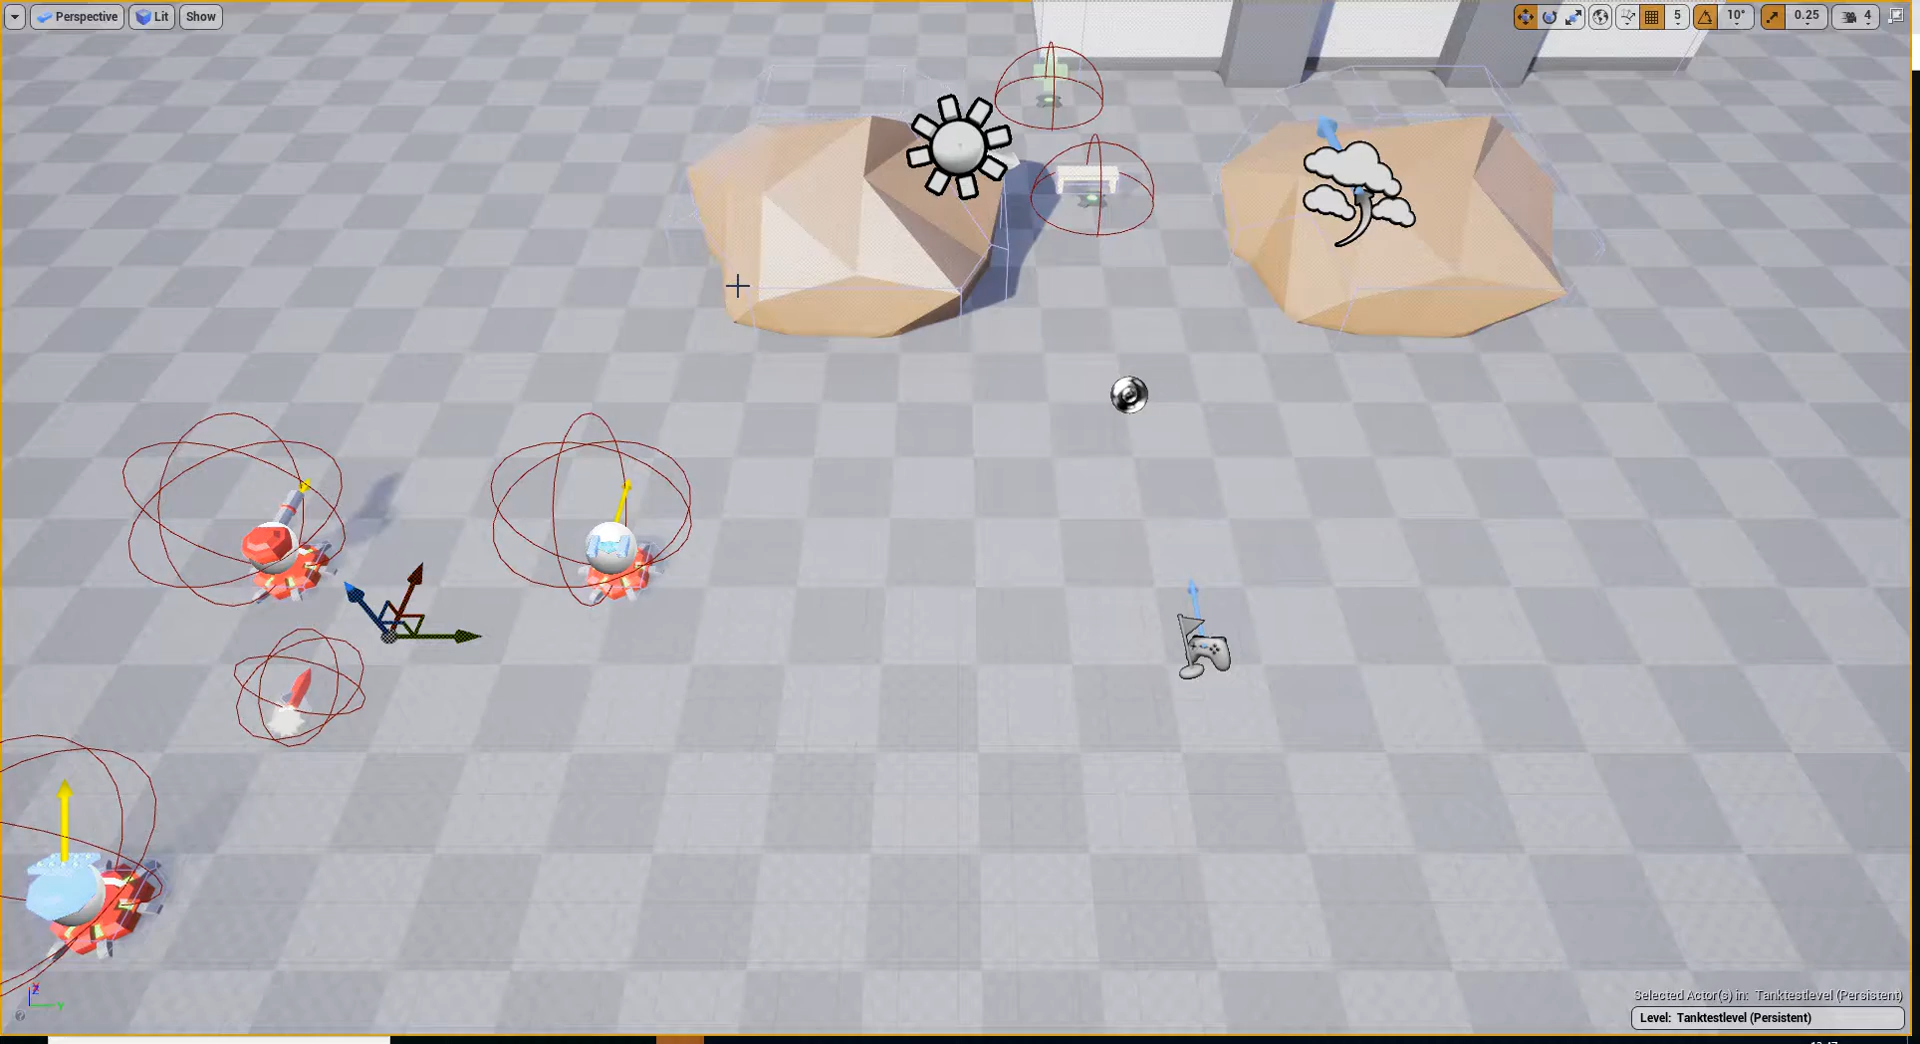 Perspective
Lit
Show
5
10°
0.25
4
Z
Y
Selected Actor(s) in: Tanktestlevel (Persistent)
Level: Tanktestlevel (Persistent)